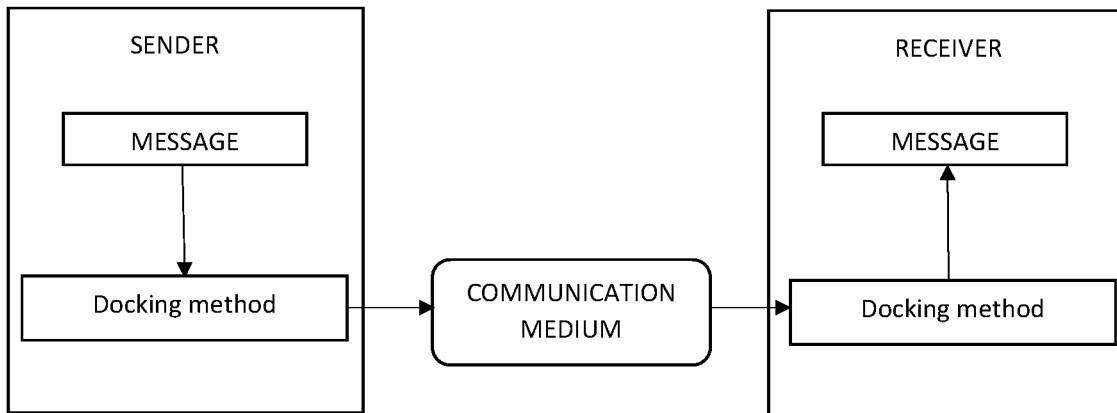 SENDER
RECEIVER
MESSAGE
MESSAGE
Docking method
COMMUNICATION
MEDIUM
Docking method